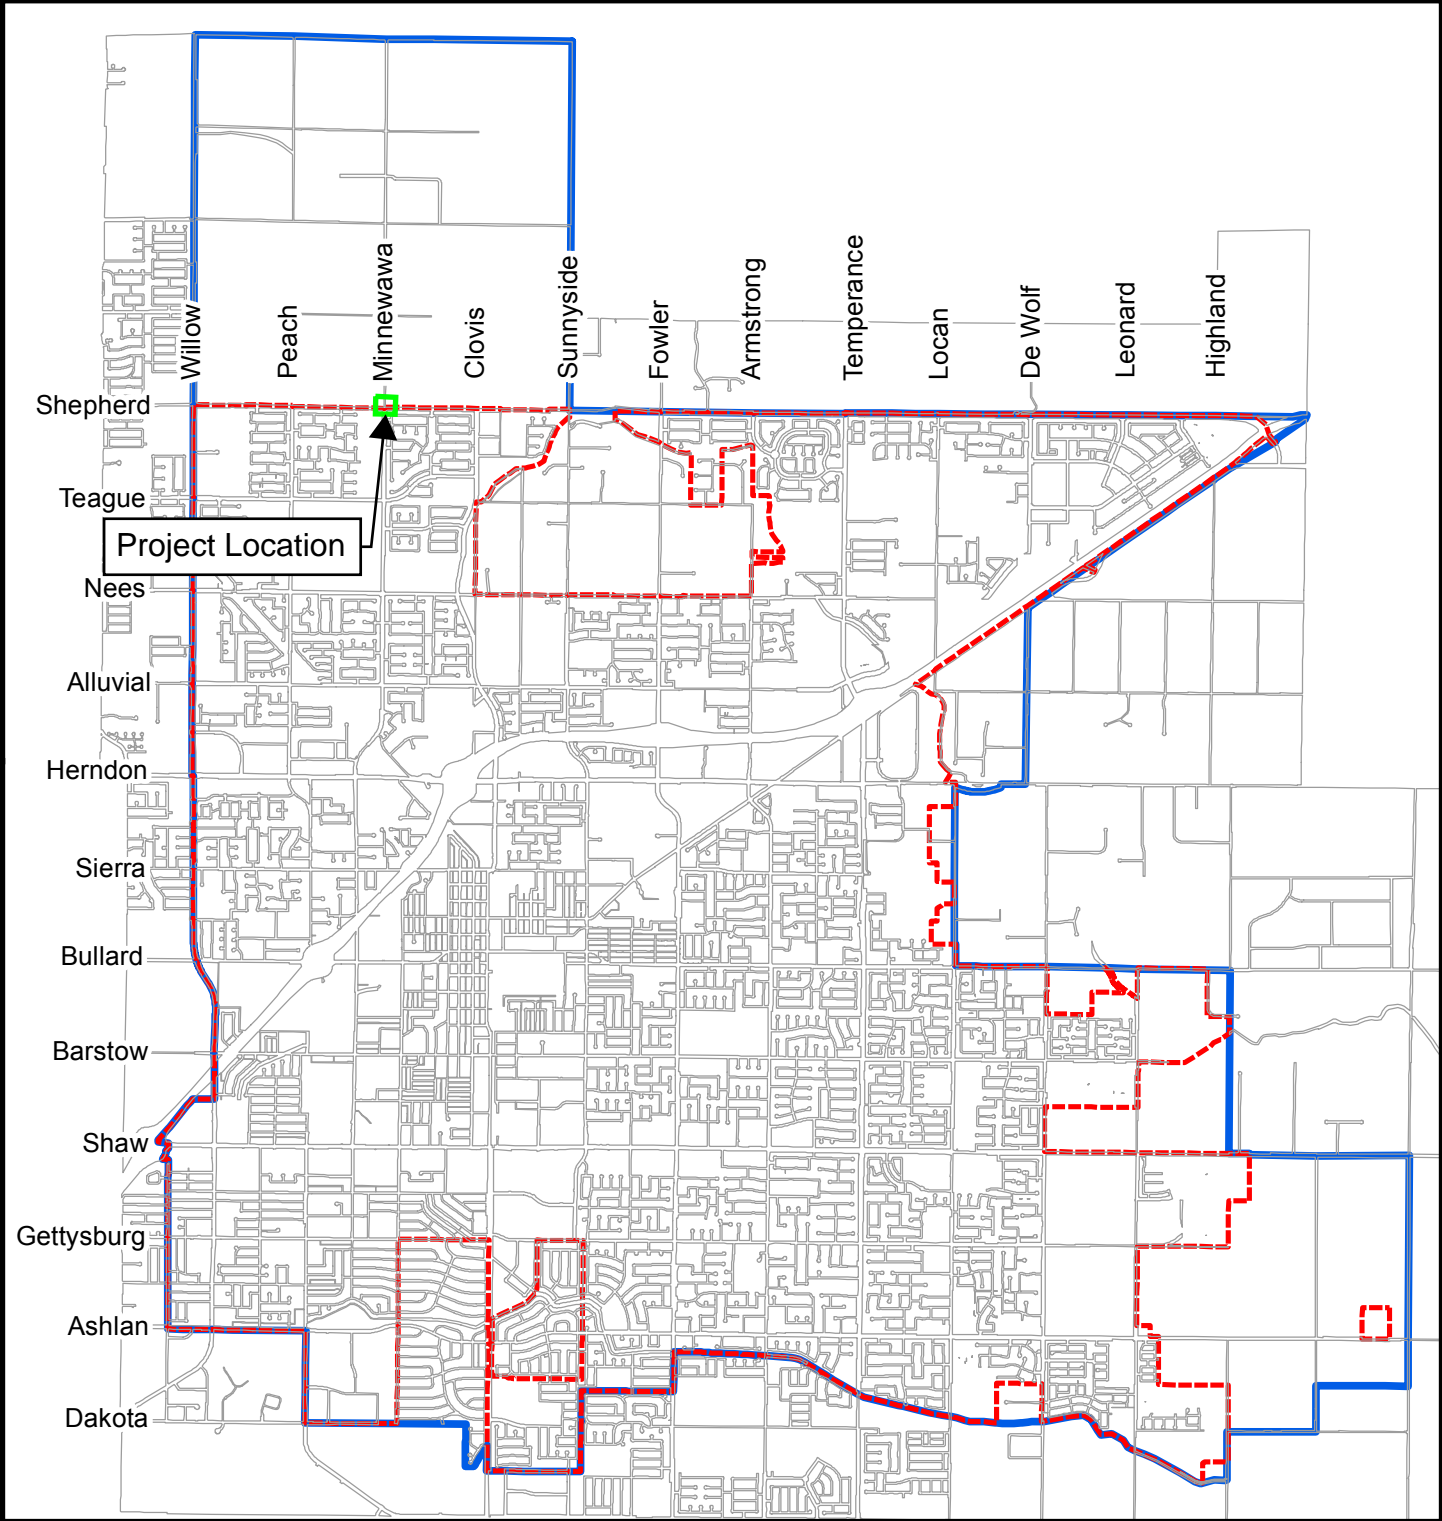 Willow
Peach
Minnewawa
Clovis
Sunnyside
Fowler
Armstrong
Temperance
Locan
De Wolf
Leonard
Highland
Shepherd
Teague
Project Location
Nees
Alluvial
Herndon
Sierra
Bullard
Barstow
Shaw
Gettysburg
Ashlan
Dakota